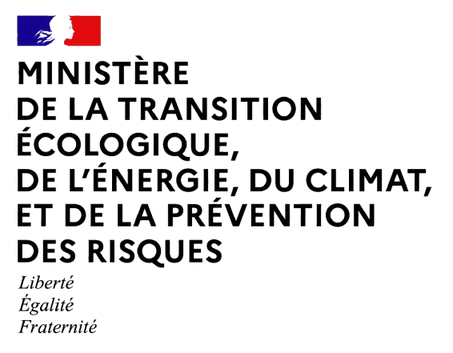 MINISTÈRE
DE LA TRANSITION
ÉCOLOGIQUE,
DE L’ÉNERGIE, DU CLIMAT,
ET DE LA PRÉVENTION
DES RISQUES
Liberté
Égalité
Fraternité